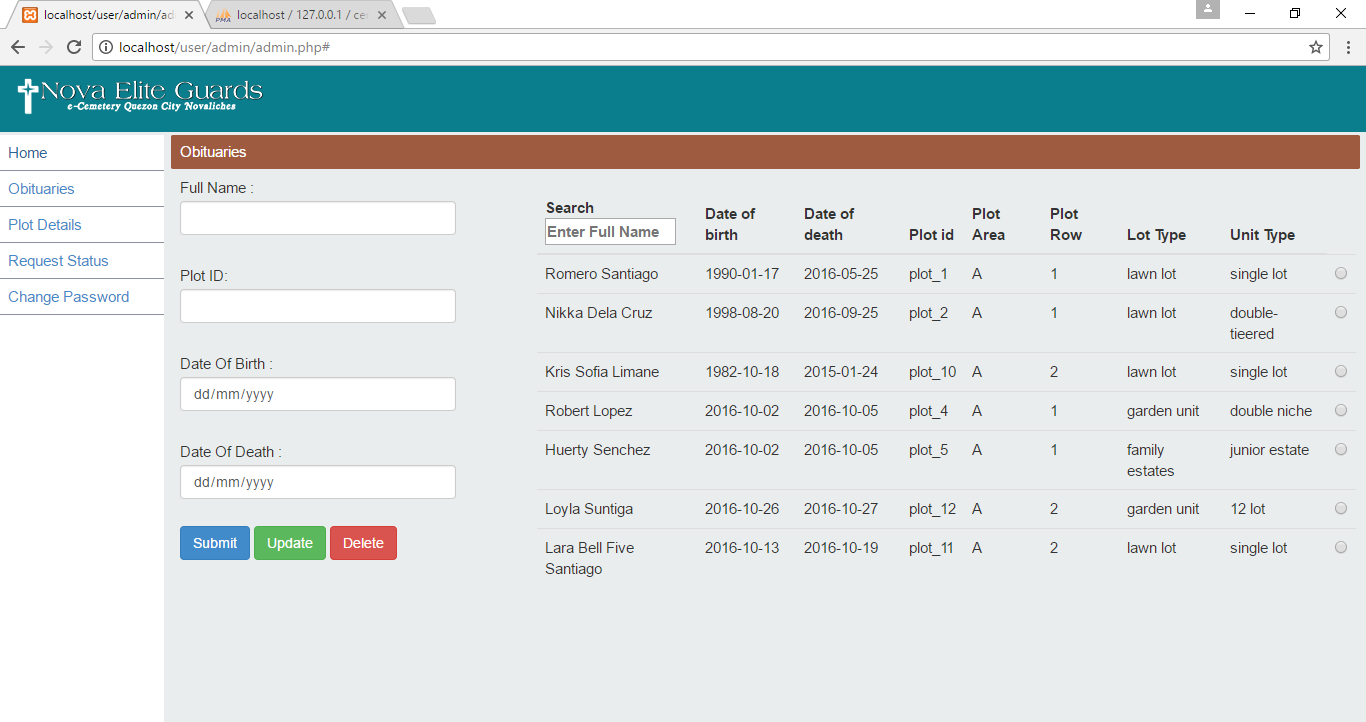 localhost/user/admin/ad
localhost / 127.0.0.1 / ce
localhost/user/admin/admin.php#
Nova Elite Guards
e-Cemetery Quezon City Novaliches
Home
Obituaries
Plot Details
Request Status
Change Password
Obituaries
Full Name :
Plot ID:
Date Of Birth :
dd/mm/yyyy
Date Of Death :
dd/mm/yyyy
Submit Update Delete
Search
Enter Full Name
Date of
birth
Date of
death
Plot id
Plot
Area
Plot
Row
Lot Type
Unit Type
Romero Santiago 1990-01-17 2016-05-25 plot_1 A 1 lawn lot single lot
Nikka Dela Cruz 1998-08-20 2016-09-25 plot_2 A 1 lawn lot double-
tieered
Kris Sofia Limane 1982-10-18 2015-01-24 plot_10 A 2 lawn lot single lot
Robert Lopez 2016-10-02 2016-10-05 plot_4 A 1 garden unit double niche
Huerty Senchez 2016-10-02 2016-10-05 plot_5 A 1 family junior estate
estates
Loyla Suntiga 2016-10-26 2016-10-27 plot_12 A 2 garden unit 12 lot
Lara Bell Five 2016-10-13 2016-10-19 plot_11 A 2 lawn lot single lot
Santiago